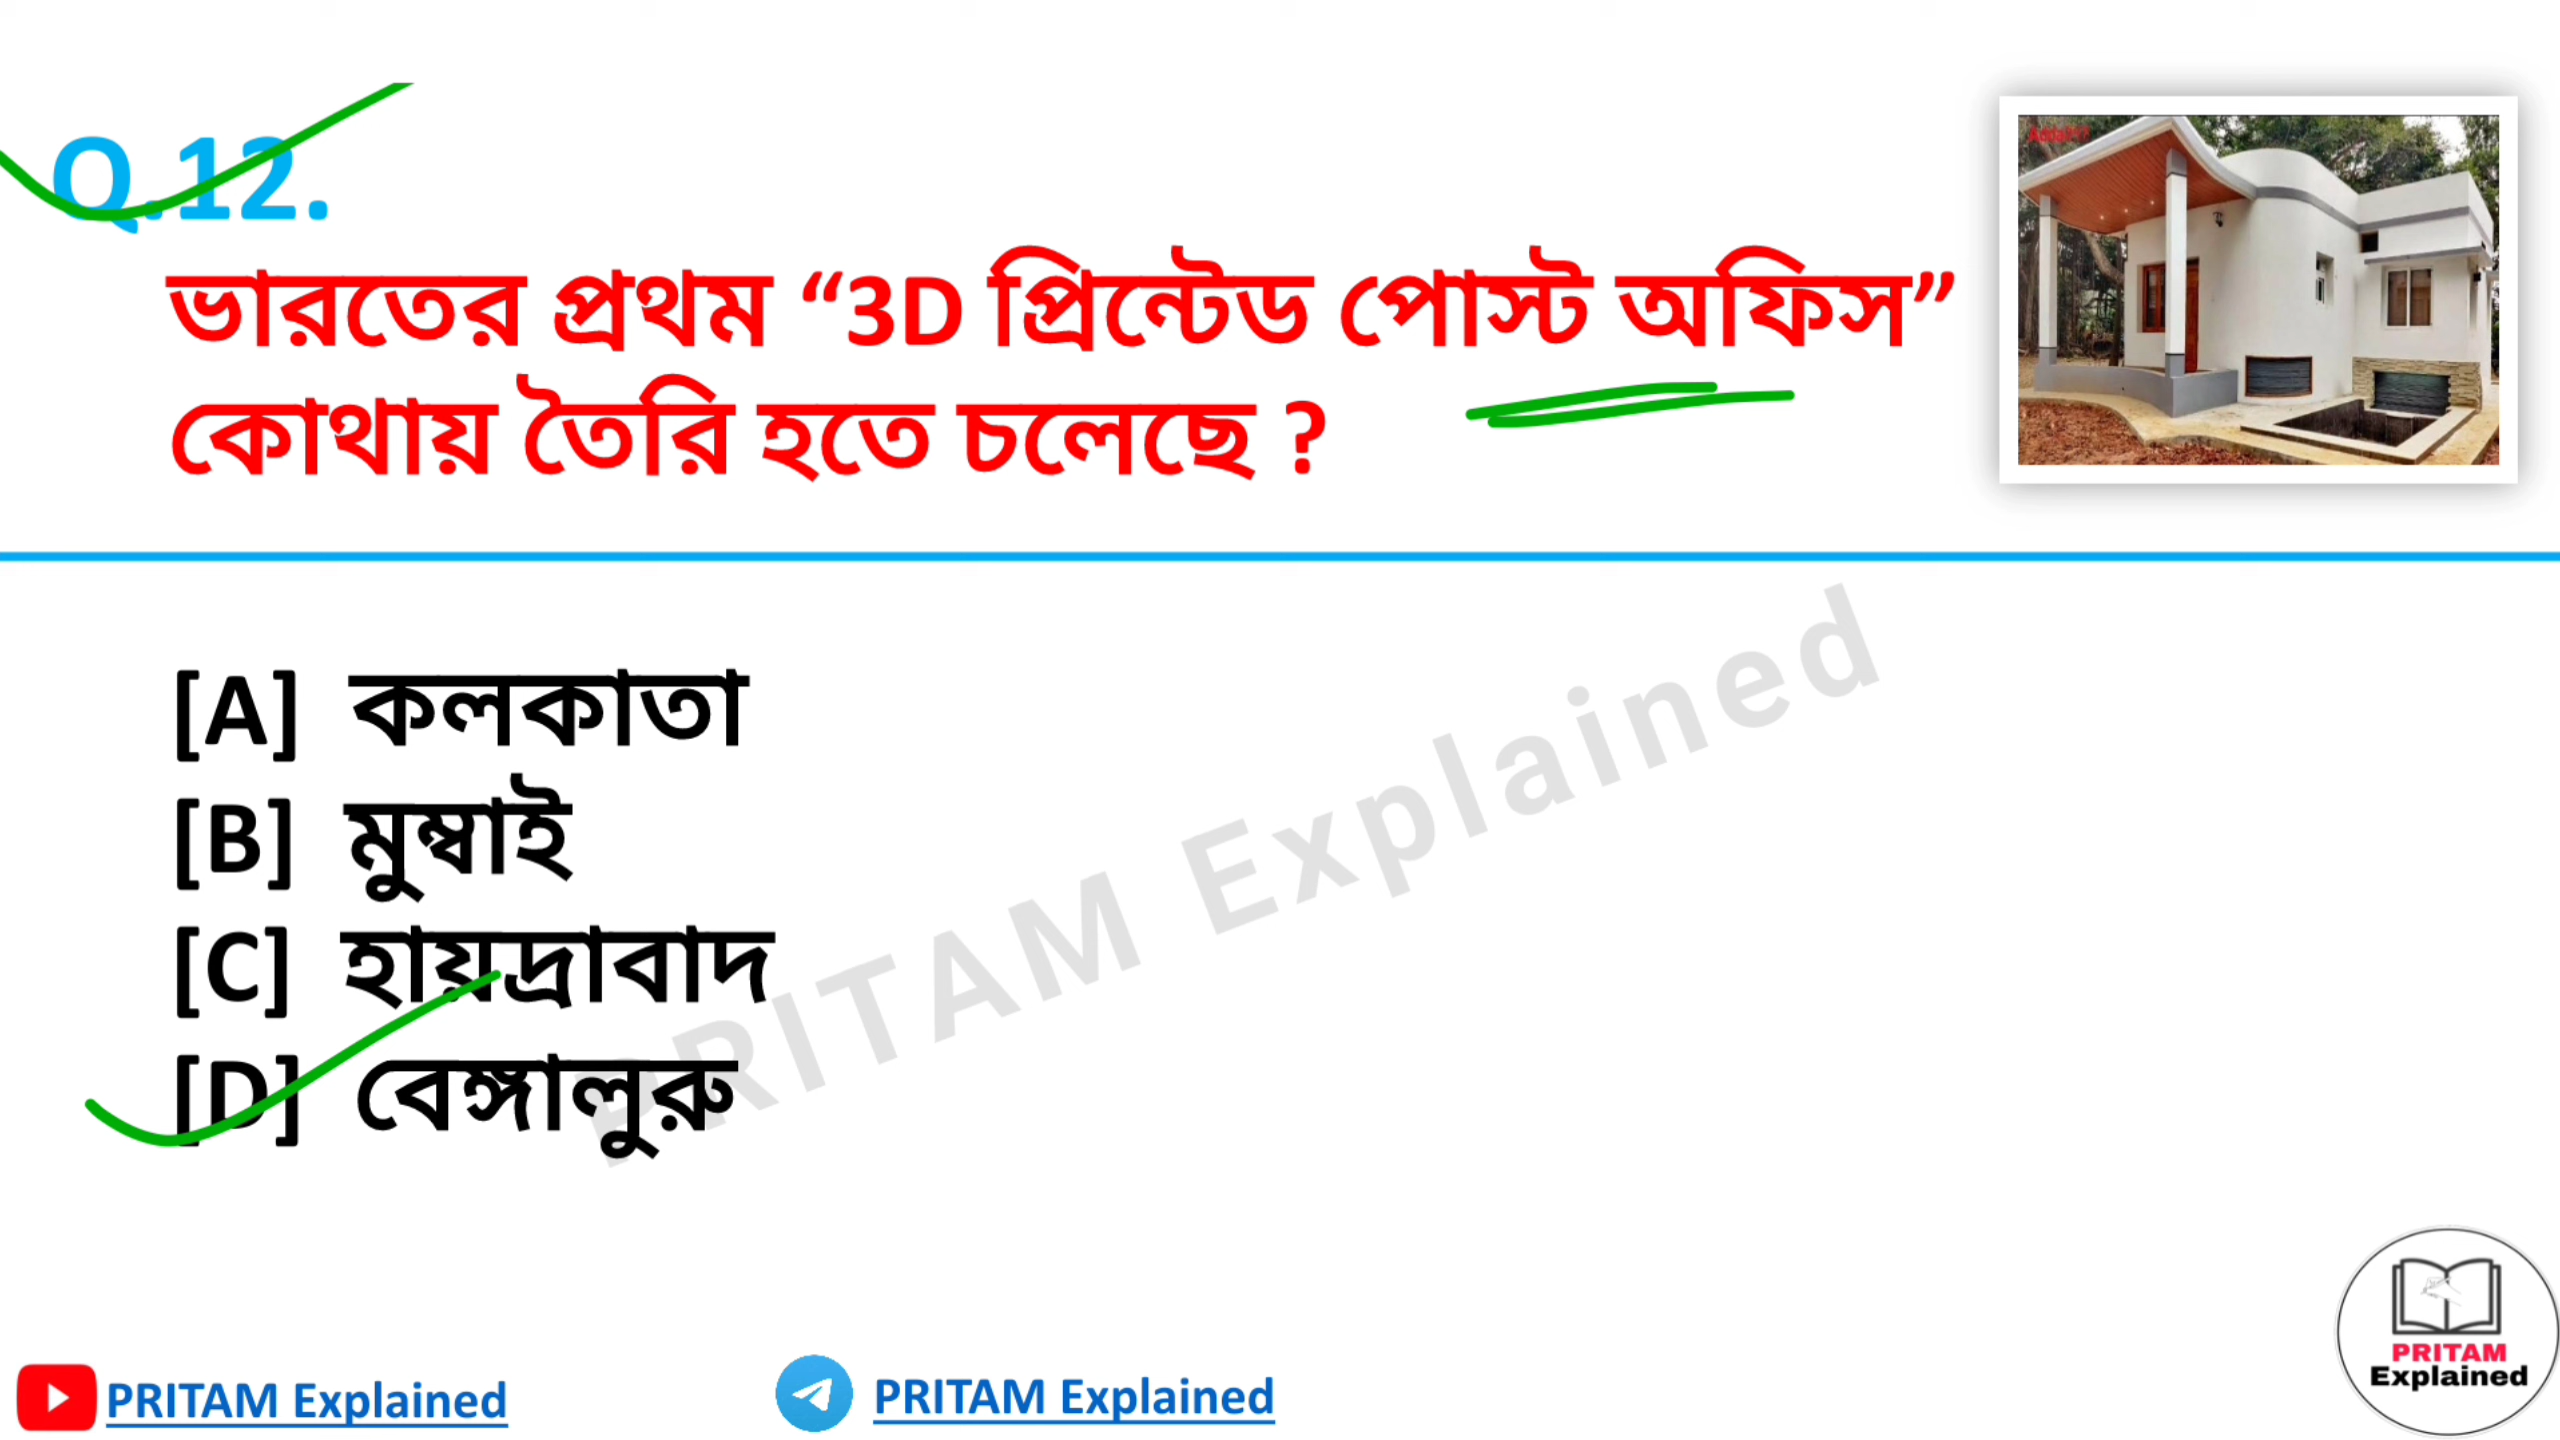 Q.12.
ভারতের প্রথম “3D প্রিন্টেড পোস্ট অফিস”
কোথায় তৈরি হতে চলেছে ?
[A] কলকাতা
[B] মুম্বাই
[C] হায়দ্রাবাদ
[D] বেঙ্গালুরু
PRITAM Explained
PRITAM Explained
PRITAM Explained
PRITAM
Explained